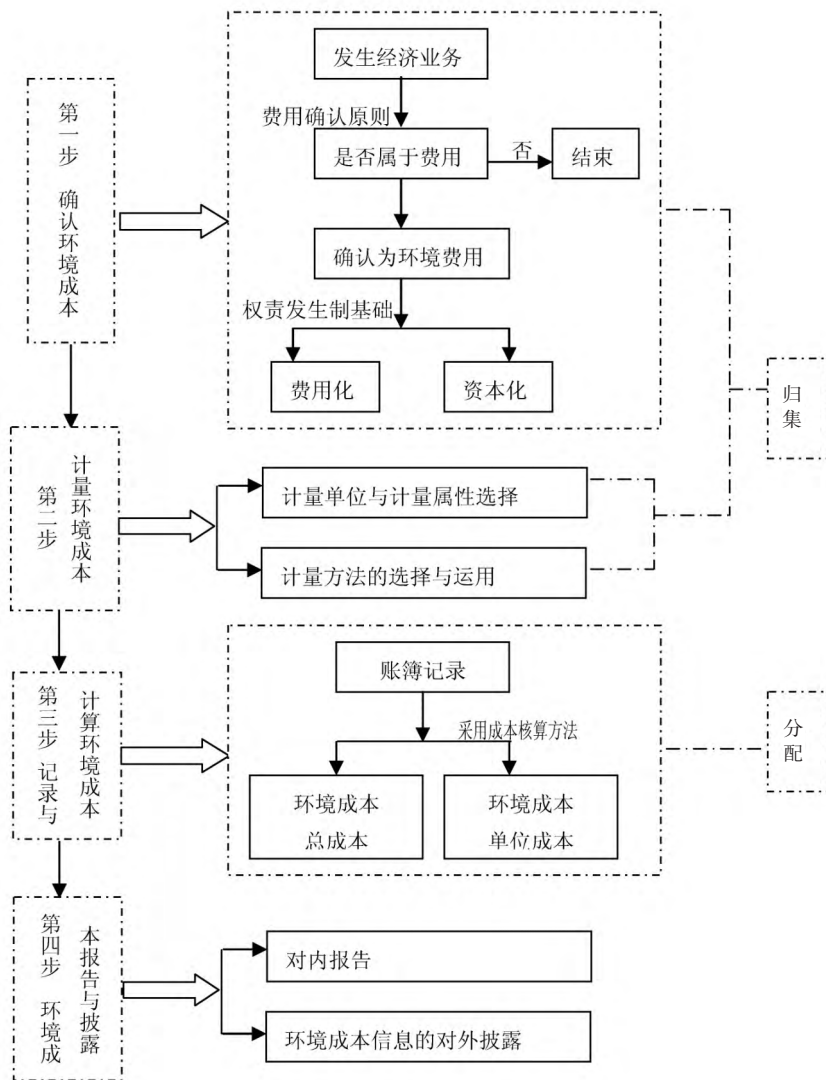 第一步 确认环境成本
发生经济业务
费用确认原则
是否属于费用
否
结束
确认为环境费用
权责发生制基础
费用化
资本化
归集
第二步
计量环境成本
计量单位与计量属性选择
计量方法的选择与运用
第三步 记录与
计算环境成本
账簿记录
采用成本核算方法
环境成本
总成本
环境成本
单位成本
分配
第四步 环境成
本报告与披露
对内报告
环境成本信息的对外披露